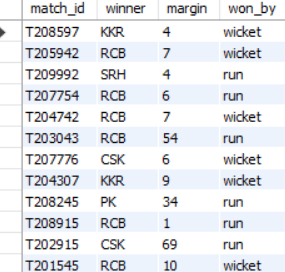 match_id winner margin won_by
T208597 KKR 4 wicket
T205942 RCB 7 wicket
T209992 SRH 4 run
T207754 RCB 6 run
T204742 RCB 7 wicket
T203043 RCB 54 run
T207776 CSK 6 wicket
T204307 KKR 9 wicket
T208245 PK 34 run
T208915 RCB 1 run
T202915 CSK 69 run
T201545 RCB 10 wicket